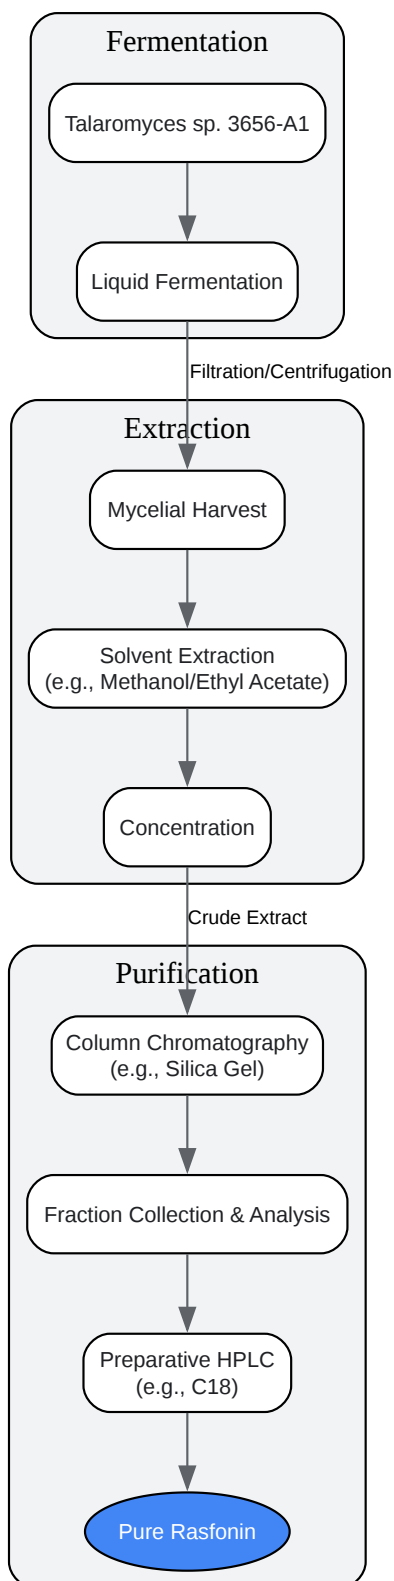 Fermentation
Talaromyces sp. 3656-A1
Liquid Fermentation
Filtration/Centrifugation
Extraction
Mycelial Harvest
Solvent Extraction
(e.g., Methanol/Ethyl Acetate)
Concentration
Crude Extract
Purification
Column Chromatography
(e.g., Silica Gel)
Fraction Collection & Analysis
Preparative HPLC
(e.g., C18)
Pure Rasfonin